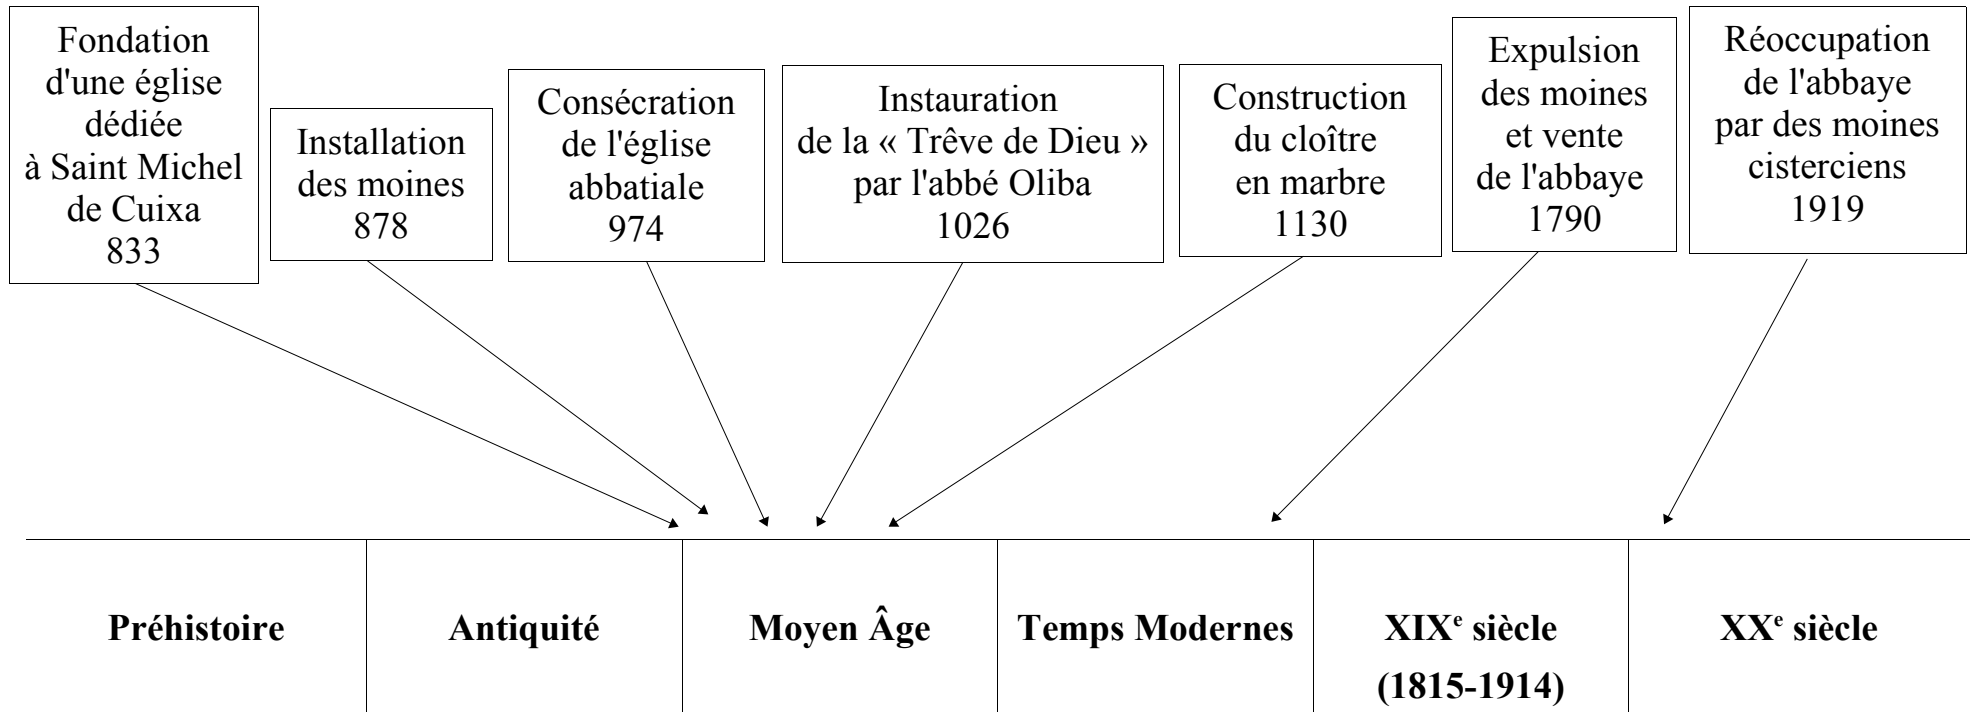 Fondation
d'une église
dédiée
à Saint Michel
de Cuixa
833
Installation
des moines
878
Consécration
de l'église
abbatiale
974
Instauration
de la « Trêve de Dieu »
par l'abbé Oliba
1026
Construction
du cloître
en marbre
1130
Expulsion
des moines
et vente
de l'abbaye
1790
Réoccupation
de l'abbaye
par des moines
cisterciens
1919
Préhistoire
Antiquité
Moyen Âge
Temps Modernes
XIXe siècle
(1815-1914)
XXe siècle